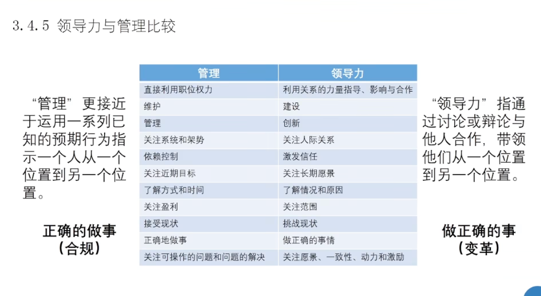 3.4.5 领导力与管理比较
“管理”更接近
于运用一系列已
知的预期行为指
示一个人从一个
位置到另一个位
置。
正确的做事
（合规）
管理 领导力
直接利用职位权力 利用关系的力量指导、影响与合作
维护 建设
管理 创新
关注系统和架势 关注人际关系
依赖控制 激发信任
关注近期目标 关注长期愿景
了解方式和时间 了解情况和原因
关注盈利 关注范围
接受现状 挑战现状
正确地做事 做正确的事情
关注可操作的问题和问题的解决 关注愿景、一致性、动力和激励
“领导力”指通
过讨论或辩论与
他人合作，带领
他们从一个位置
到另一个位置。
做正确的事
（变革）